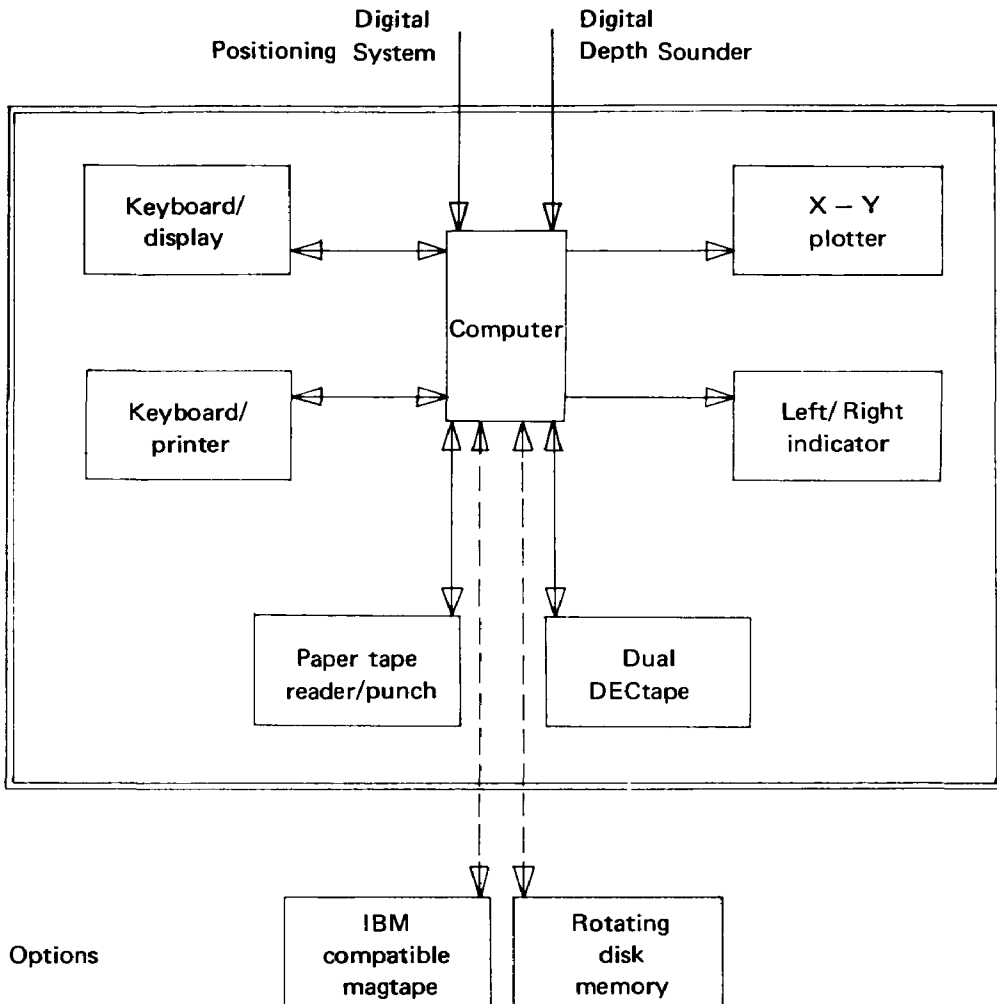 Digital
Positioning System
Digital
Depth Sounder
Keyboard/
display
X – Y
plotter
Computer
Keyboard/
printer
Left/Right
indicator
Paper tape
reader/punch
Dual
DECtape
Options
IBM
compatible
magtape
Rotating
disk
memory